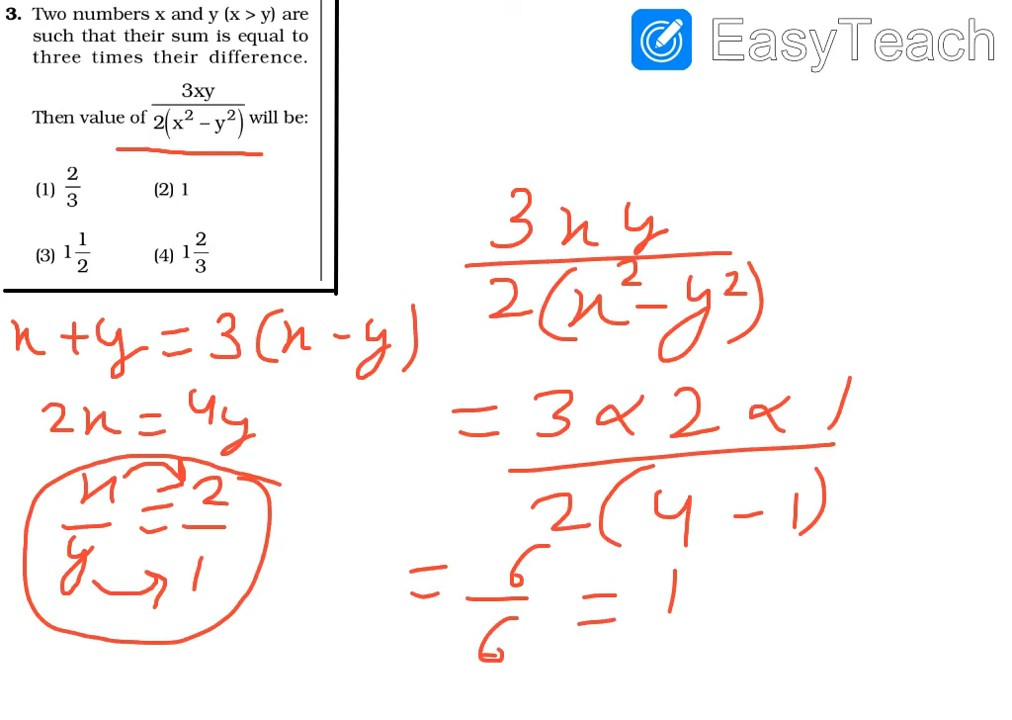 3. Two numbers x and y (x > y) are
such that their sum is equal to
three times their difference.
Then value of 3xy / 2(x² – y²) will be:
(1) 2/3 (2) 1
(3) 1 1/2 (4) 1 2/3
EasyTeach
x + y = 3(x - y)
2x = 4y
x/y = 2/1
3xy / 2(x² - y²)
= 3 × 2 × 1 / 2(4 - 1)
= 6/6 = 1